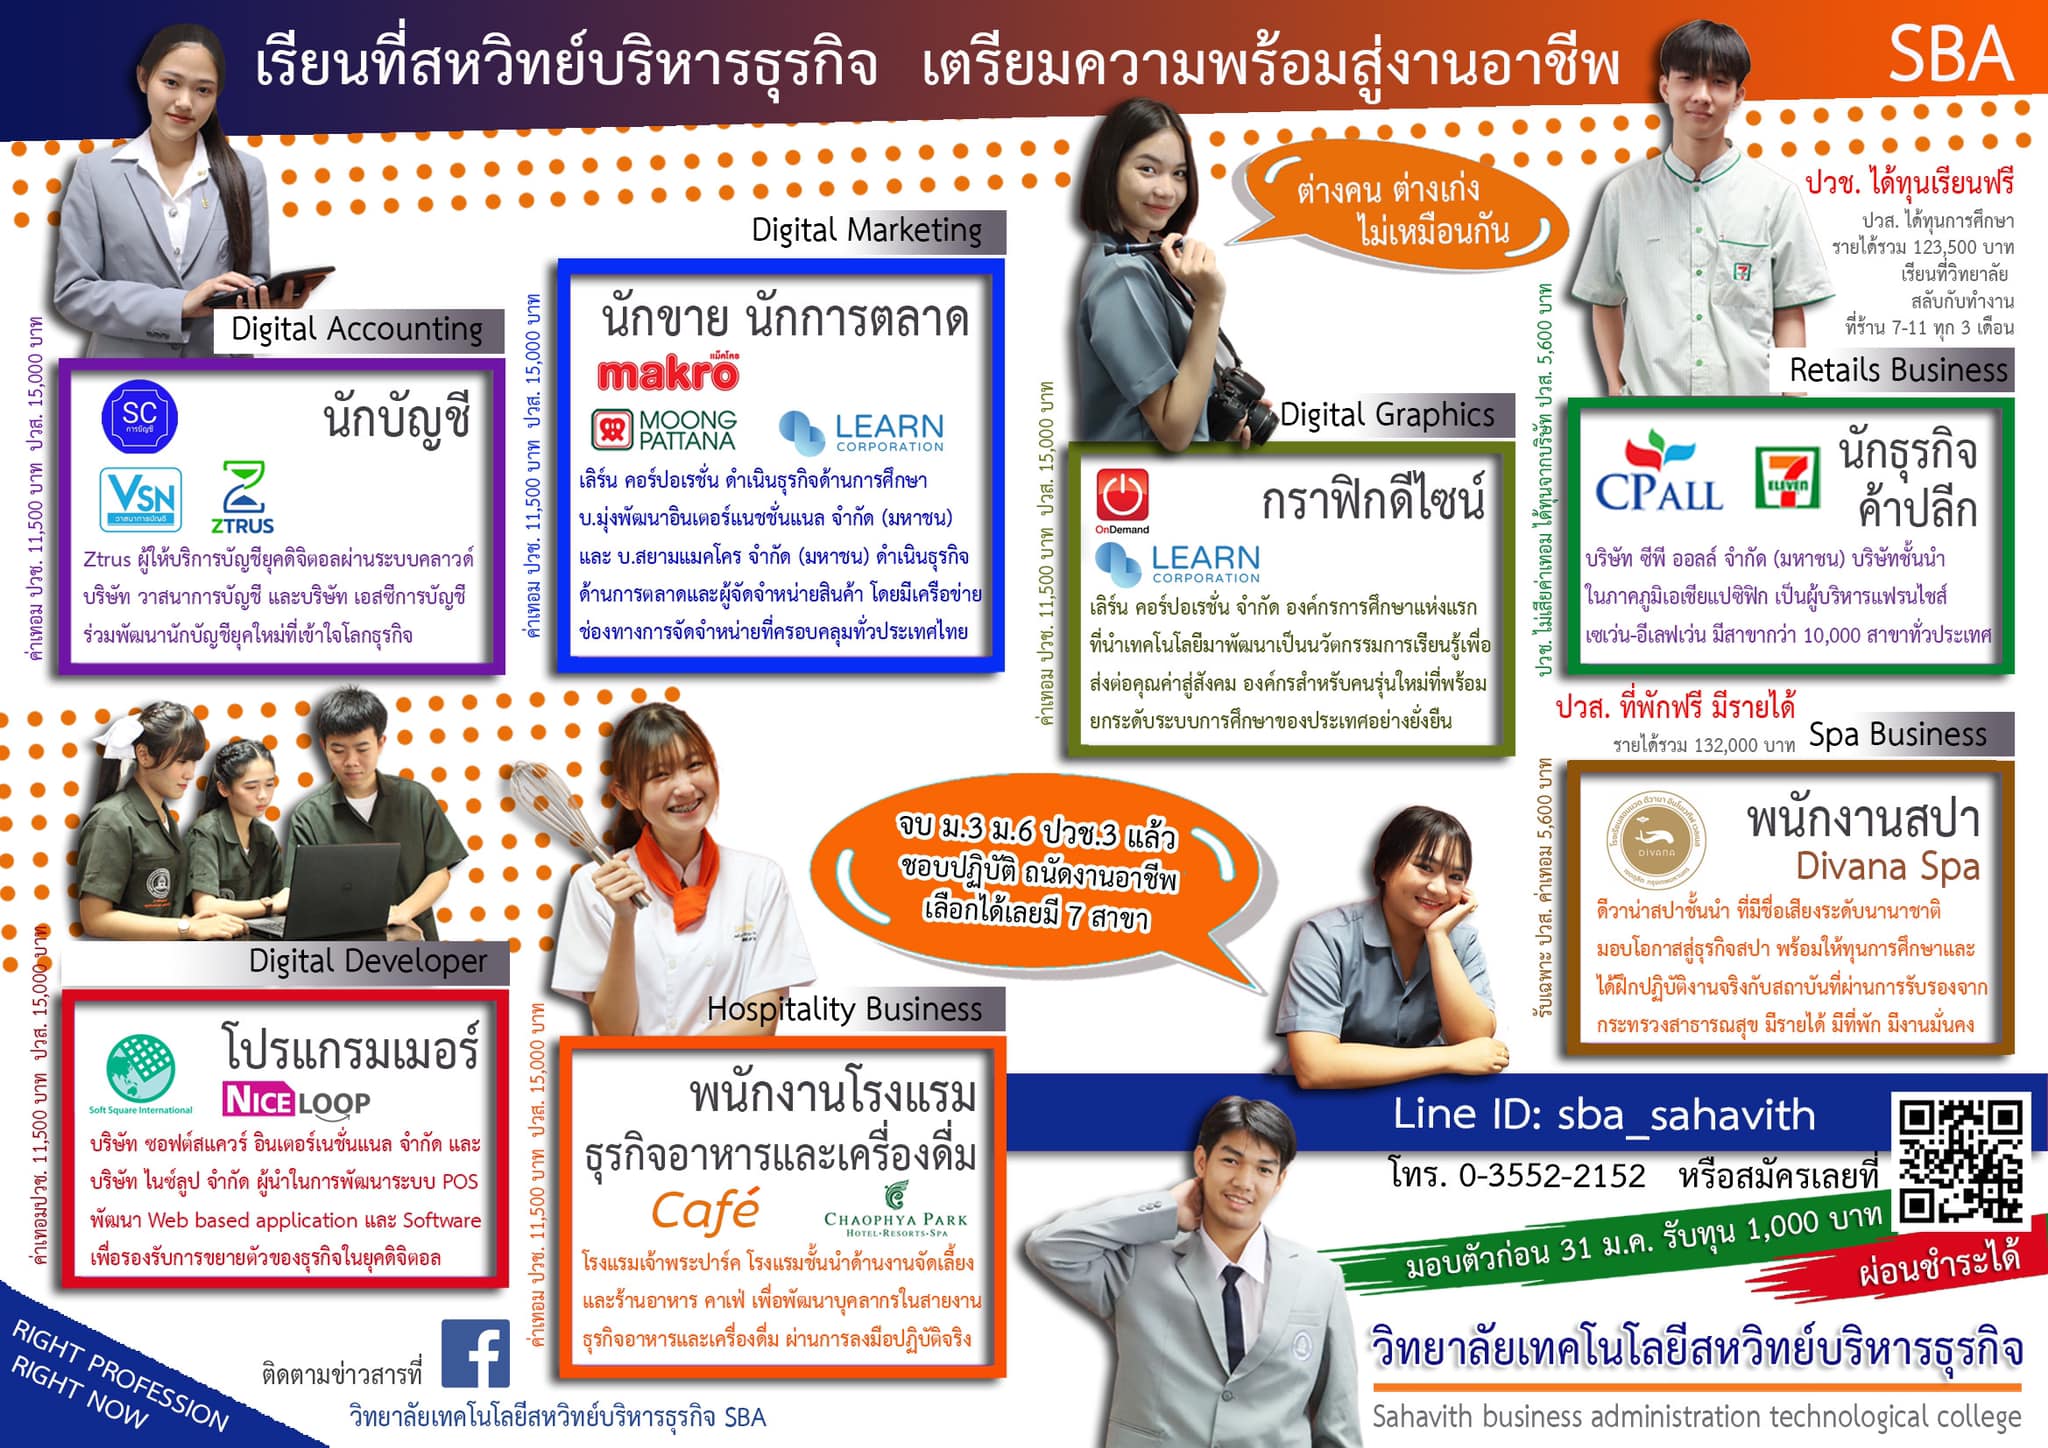 เรียนที่สหวิทย์บริหารธุรกิจ เตรียมความพร้อมสู่งานอาชีพ
SBA
Digital Accounting
ค่าเทอม ปวช. 11,500 บาท ปวส. 15,000 บาท
SC
การบัญชี
นักบัญชี
VSN
วาสนาการบัญชี
ZTRUS
Ztrus ผู้ให้บริการบัญชียุคดิจิตอลผ่านระบบคลาวด์
บริษัท วาสนาการบัญชี และบริษัท เอสซีการบัญชี
ร่วมพัฒนานักบัญชียุคใหม่ที่เข้าใจโลกธุรกิจ
Digital Marketing
ค่าเทอม ปวช. 11,500 บาท ปวส. 15,000 บาท
นักขาย นักการตลาด
แม็คโคร
makro
MOONG
PATTANA
LEARN
CORPORATION
เลิร์น คอร์ปอเรชั่น ดำเนินธุรกิจด้านการศึกษา
บ.มุ่งพัฒนาอินเตอร์แนชชั่นแนล จำกัด (มหาชน)
และ บ.สยามแมคโคร จำกัด (มหาชน) ดำเนินธุรกิจ
ด้านการตลาดและผู้จัดจำหน่ายสินค้า โดยมีเครือข่าย
ช่องทางการจัดจำหน่ายที่ครอบคลุมทั่วประเทศไทย
ต่างคน ต่างเก่ง
ไม่เหมือนกัน
Digital Graphics
ค่าเทอม ปวช. 11,500 บาท ปวส. 15,000 บาท
OnDemand
กราฟิกดีไซน์
LEARN
CORPORATION
เลิร์น คอร์ปอเรชั่น จำกัด องค์กรการศึกษาแห่งแรก
ที่นำเทคโนโลยีมาพัฒนาเป็นนวัตกรรมการเรียนรู้เพื่อ
ส่งต่อคุณค่าสู่สังคม องค์กรสำหรับคนรุ่นใหม่ที่พร้อม
ยกระดับระบบการศึกษาของประเทศอย่างยั่งยืน
ปวช. ได้ทุนเรียนฟรี
ปวส. ได้ทุนการศึกษา
รายได้รวม 123,500 บาท
เรียนที่วิทยาลัย
สลับกับทำงาน
ที่ร้าน 7-11 ทุก 3 เดือน
Retails Business
ปวช. ไม่เสียค่าเทอม ได้ทุนจากบริษัท ปวส. 5,600 บาท
CPALL
7
ELEVEN
นักธุรกิจ
ค้าปลีก
บริษัท ซีพี ออลล์ จำกัด (มหาชน) บริษัทชั้นนำ
ในภาคภูมิเอเชียแปซิฟิก เป็นผู้บริหารแฟรนไชส์
เซเว่น-อีเลฟเว่น มีสาขากว่า 10,000 สาขาทั่วประเทศ
Digital Developer
ค่าเทอมปวช. 11,500 บาท ปวส. 15,000 บาท
Soft Square International
โปรแกรมเมอร์
NICE LOOP
บริษัท ซอฟต์สแควร์ อินเตอร์เนชั่นแนล จำกัด และ
บริษัท ไนซ์ลูป จำกัด ผู้นำในการพัฒนาระบบ POS
พัฒนา Web based application และ Software
เพื่อรองรับการขยายตัวของธุรกิจในยุคดิจิตอล
Hospitality Business
ค่าเทอม ปวช. 11,500 บาท ปวส. 15,000 บาท
พนักงานโรงแรม
ธุรกิจอาหารและเครื่องดื่ม
Café
CHAOPHYA PARK
HOTEL·RESORTS·SPA
โรงแรมเจ้าพระปาร์ค โรงแรมชั้นนำด้านงานจัดเลี้ยง
และร้านอาหาร คาเฟ่ เพื่อพัฒนาบุคลากรในสายงาน
ธุรกิจอาหารและเครื่องดื่ม ผ่านการลงมือปฏิบัติจริง
จบ ม.3 ม.6 ปวช.3 แล้ว
ชอบปฏิบัติ ถนัดงานอาชีพ
เลือกได้เลยมี 7 สาขา
ปวส. ที่พักฟรี มีรายได้
รายได้รวม 132,000 บาท
Spa Business
รับเฉพาะ ปวส. ค่าเทอม 5,600 บาท
DIVANA
พนักงานสปา
Divana Spa
ดีวาน่าสปาชั้นนำ ที่มีชื่อเสียงระดับนานาชาติ
มอบโอกาสสู่ธุรกิจสปา พร้อมให้ทุนการศึกษาและ
ได้ฝึกปฏิบัติงานจริงกับสถาบันที่ผ่านการรับรองจาก
กระทรวงสาธารณสุข มีรายได้ มีที่พัก มีงานมั่นคง
Line ID: sba_sahavith
โทร. 0-3552-2152 หรือสมัครเลยที่
มอบตัวก่อน 31 ม.ค. รับทุน 1,000 บาท
ผ่อนชำระได้
วิทยาลัยเทคโนโลยีสหวิทย์บริหารธุรกิจ
Sahavith business administration technological college
RIGHT PROFESSION
RIGHT NOW
ติดตามข่าวสารที่
f
วิทยาลัยเทคโนโลยีสหวิทย์บริหารธุรกิจ SBA